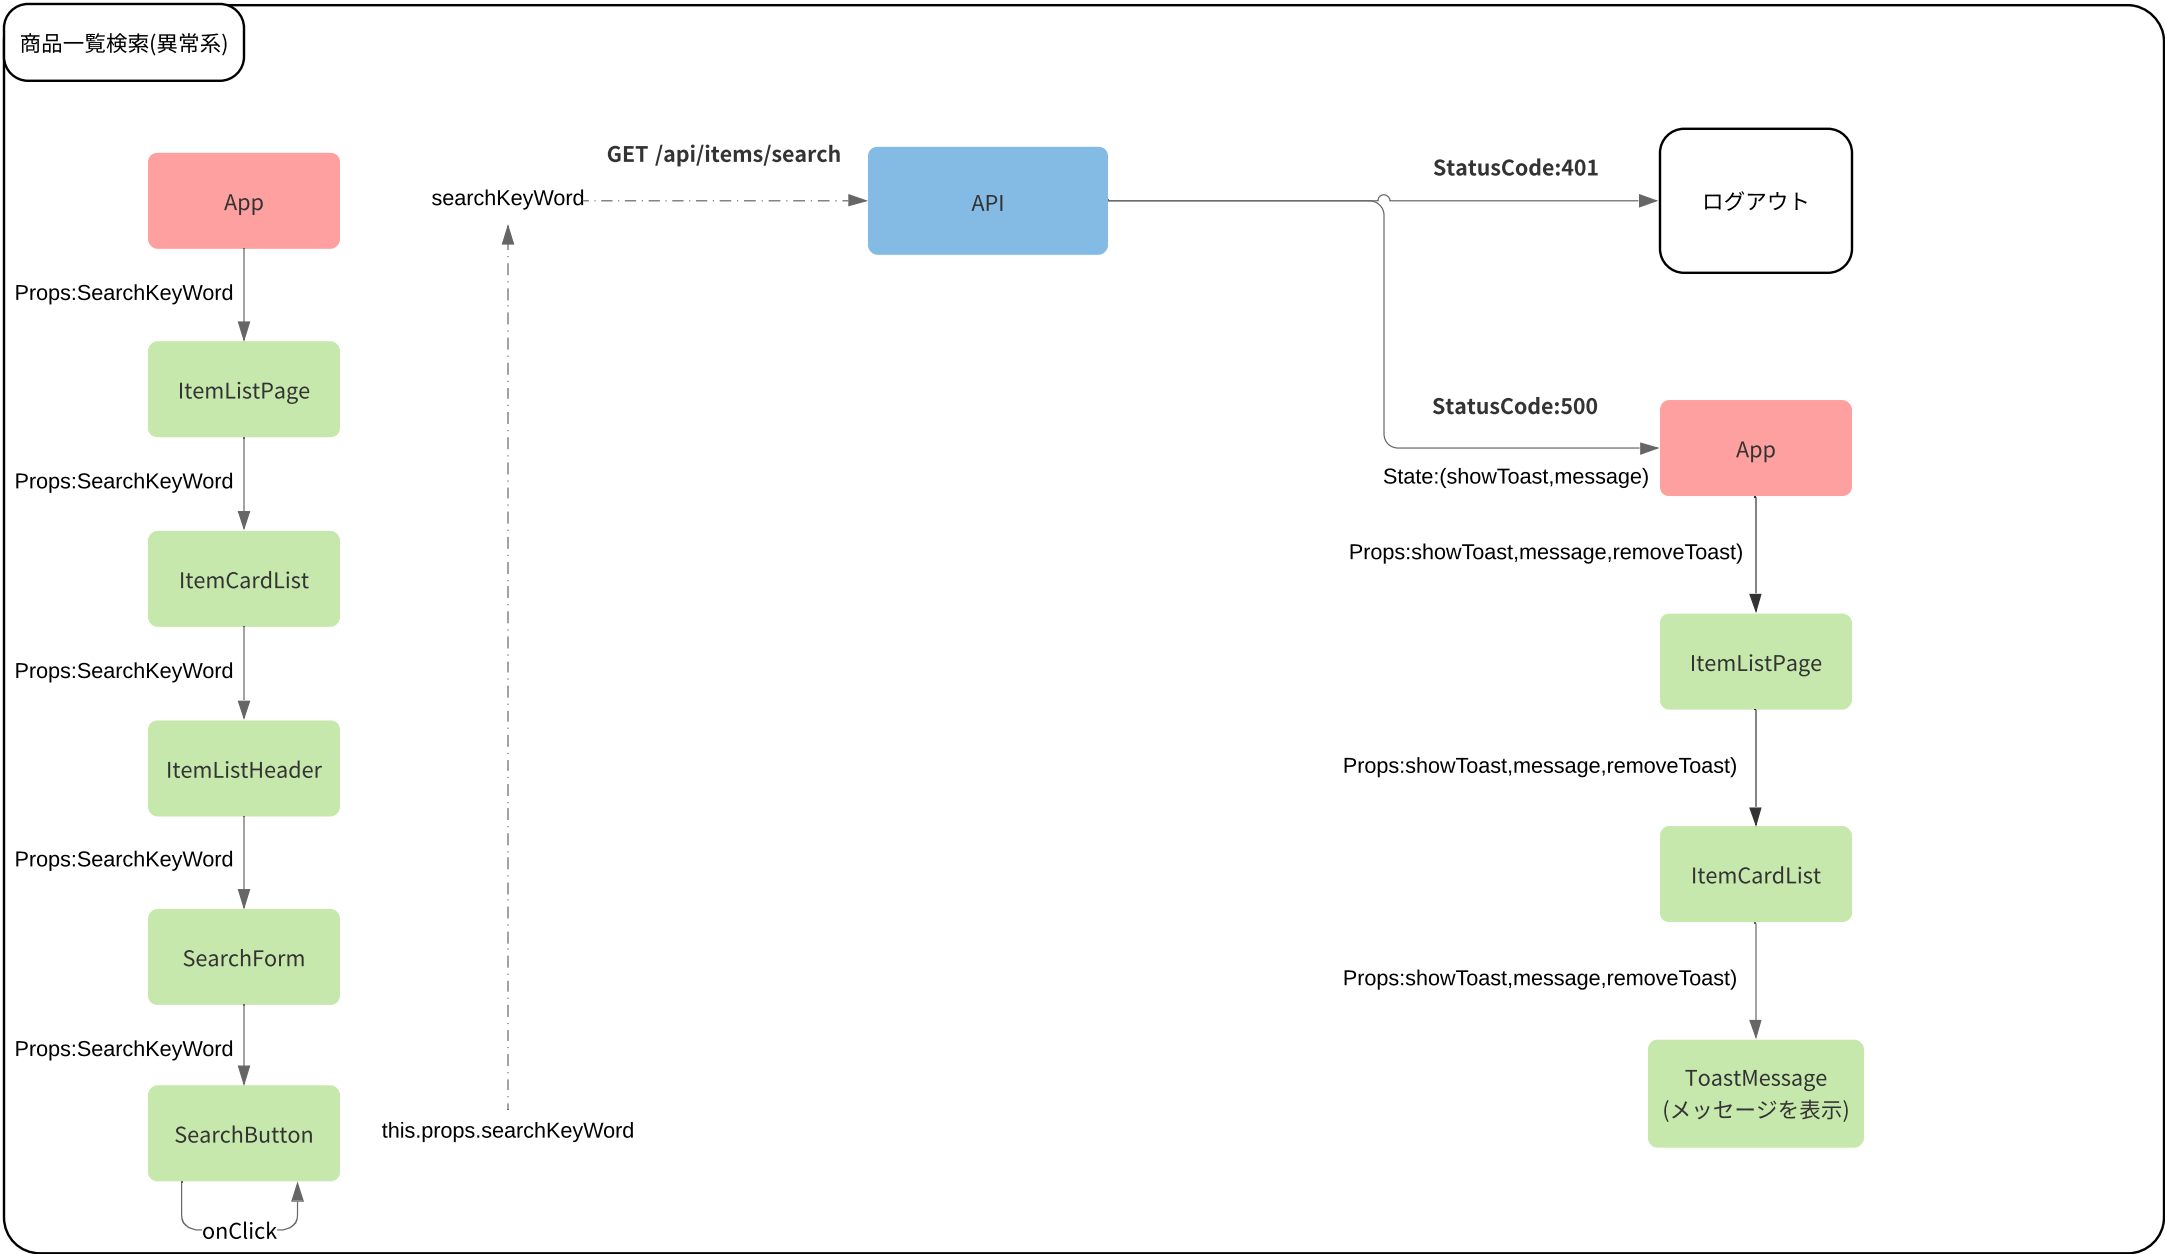 商品一覧検索(異常系)
App
Props:SearchKeyWord
ItemListPage
Props:SearchKeyWord
ItemCardList
Props:SearchKeyWord
ItemListHeader
Props:SearchKeyWord
SearchForm
Props:SearchKeyWord
SearchButton
onClick
this.props.searchKeyWord
searchKeyWord
GET /api/items/search
API
StatusCode:401
ログアウト
StatusCode:500
State:(showToast,message)
App
Props:showToast,message,removeToast)
ItemListPage
Props:showToast,message,removeToast)
ItemCardList
Props:showToast,message,removeToast)
ToastMessage
(メッセージを表示)